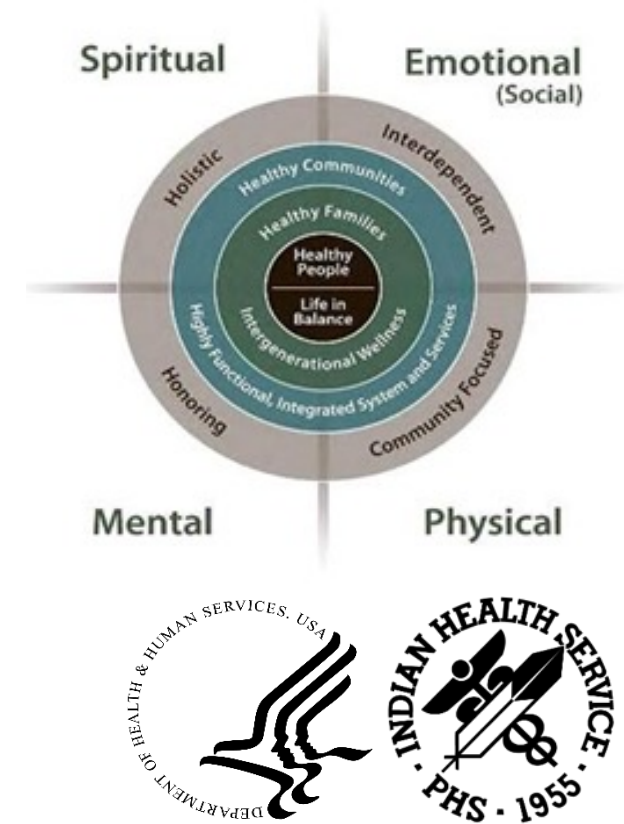 Spiritual
Emotional
(Social)
Holistic
Interdependent
Healthy Communities
Healthy Families
Healthy
People
Life in
Balance
Intergenerational Wellness
Highly Functional, Integrated System and Services
Honoring
Community Focused
Mental
Physical
DEPARTMENT OF HEALTH & HUMAN SERVICES. USA
INDIAN HEALTH SERVICE
· PHS · 1955 ·